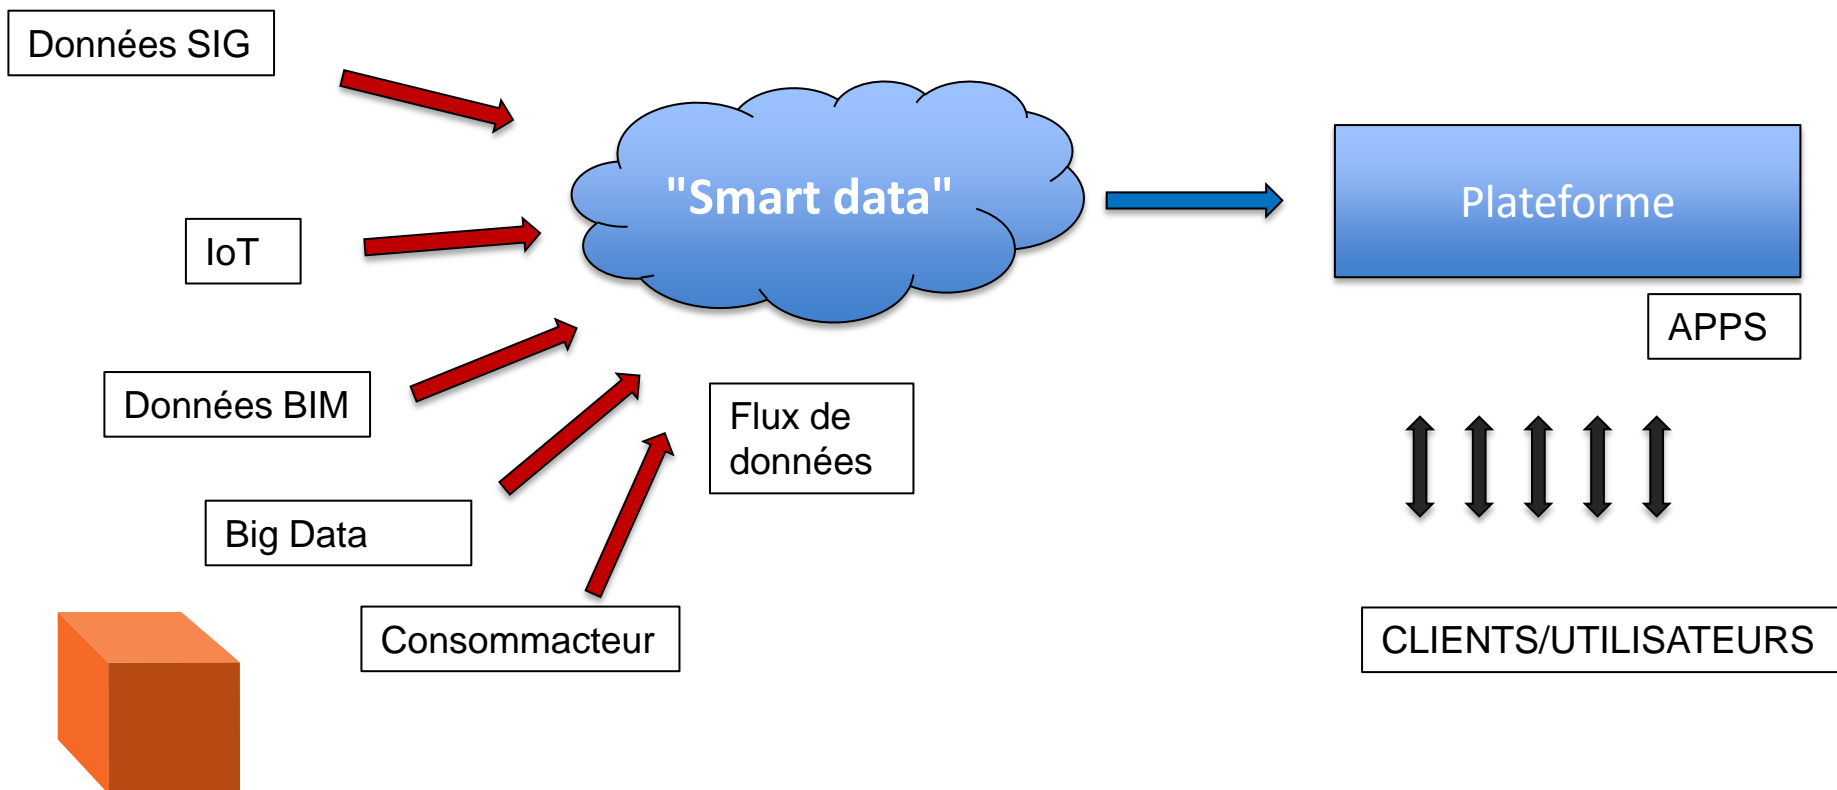 Données SIG
"Smart data"
Plateforme
IoT
APPS
Données BIM
Flux de
données
Big Data
Consommacteur
CLIENTS/UTILISATEURS